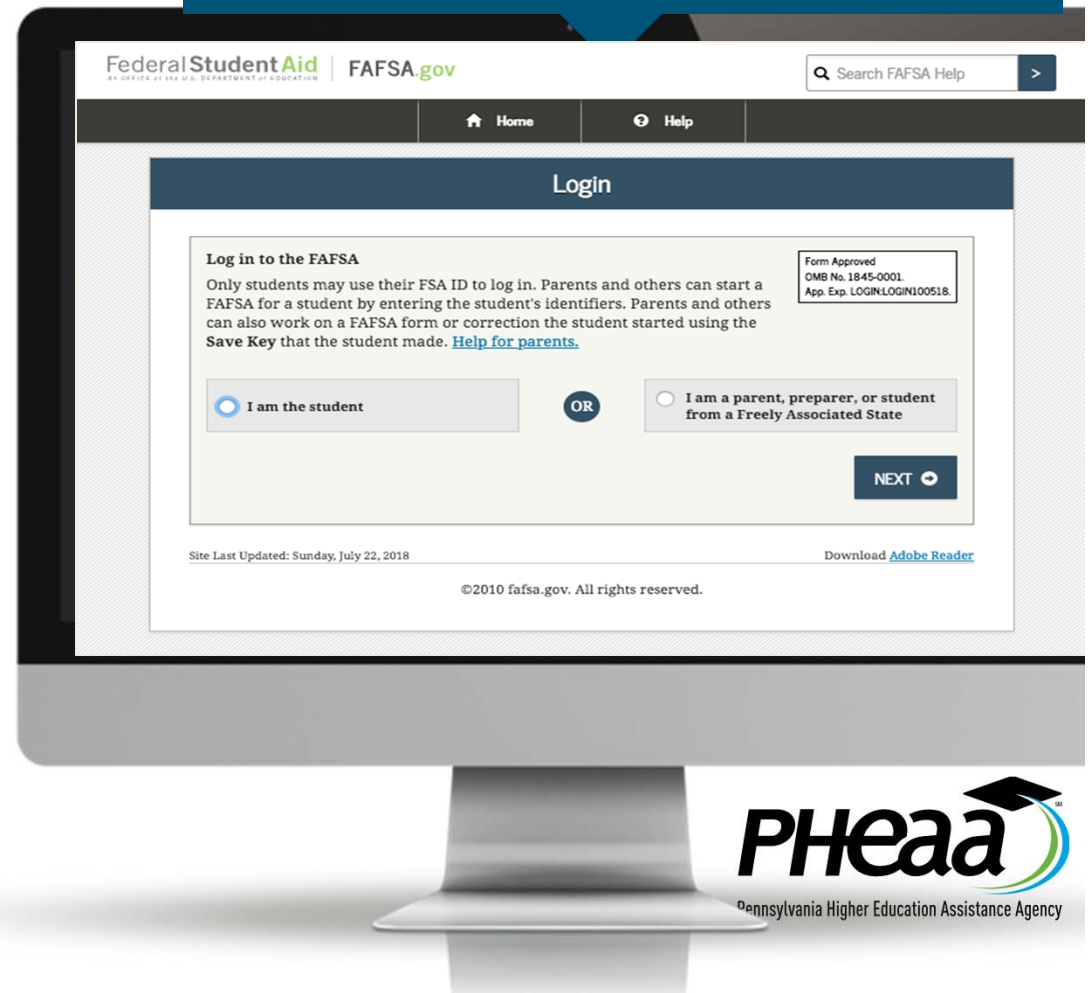 FederalStudentAid | FAFSA.gov
An OFFICE of the U.S. DEPARTMENT of EDUCATION
Search FAFSA Help >
Home
Help
Login
Log in to the FAFSA
Only students may use their FSA ID to log in. Parents and others can start a
FAFSA for a student by entering the student's identifiers. Parents and others
can also work on a FAFSA form or correction the student started using the
Save Key that the student made. Help for parents.
Form Approved
OMB No. 1845-0001.
App. Exp. LOGIN:LOGIN100518.
I am the student
OR
I am a parent, preparer, or student
from a Freely Associated State
NEXT
Site Last Updated: Sunday, July 22, 2018
Download Adobe Reader
©2010 fafsa.gov. All rights reserved.
PHEAA
SM
Pennsylvania Higher Education Assistance Agency